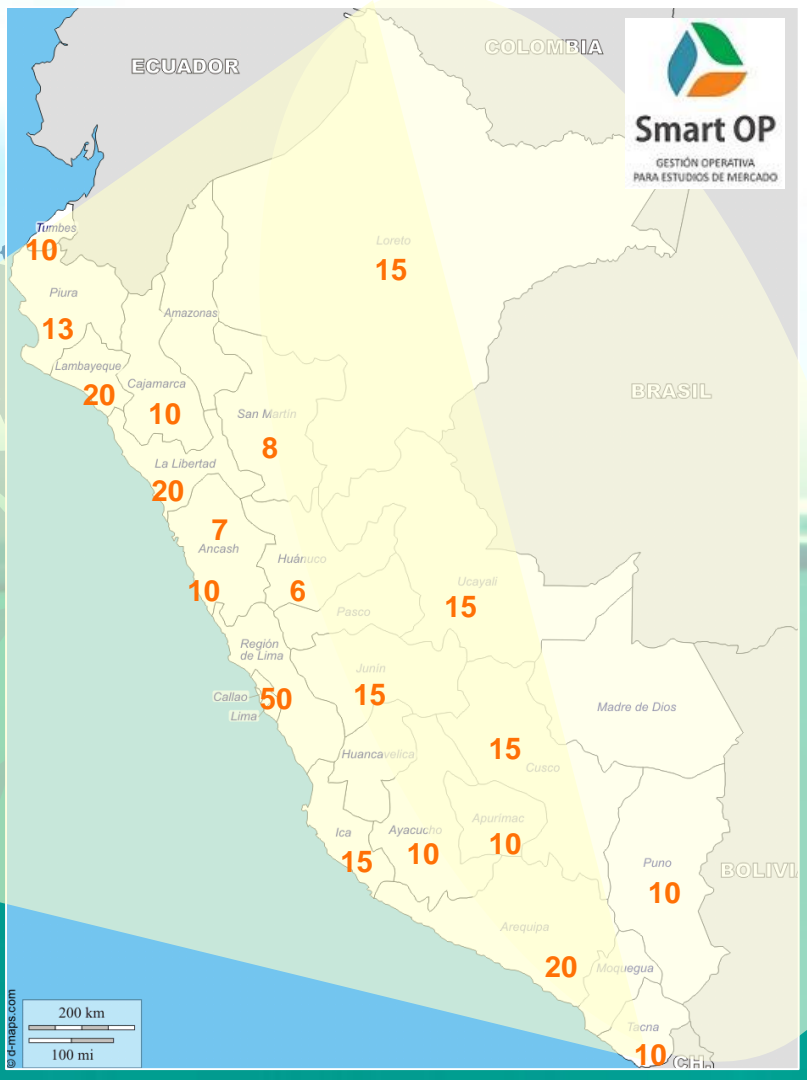 ECUADOR
COLOMBIA
Smart OP
GESTIÓN OPERATIVA
PARA ESTUDIOS DE MERCADO
Tumbes
10
Loreto
15
Piura
13
Amazonas
Lambayeque
20
Cajamarca
10
BRASIL
San Martín
8
La Libertad
20
7
Ancash
10
Huánuco
6
Ucayali
15
Pasco
Región
de Lima
Junín
15
Callao
50
Lima
Madre de Dios
15
Cusco
Huancavelica
Ica
15
Ayacucho
10
Apurímac
10
Puno
10
BOLIVI
Arequipa
20
Moquegua
Tacna
10
CH.
200 km
100 mi
© d-maps.com